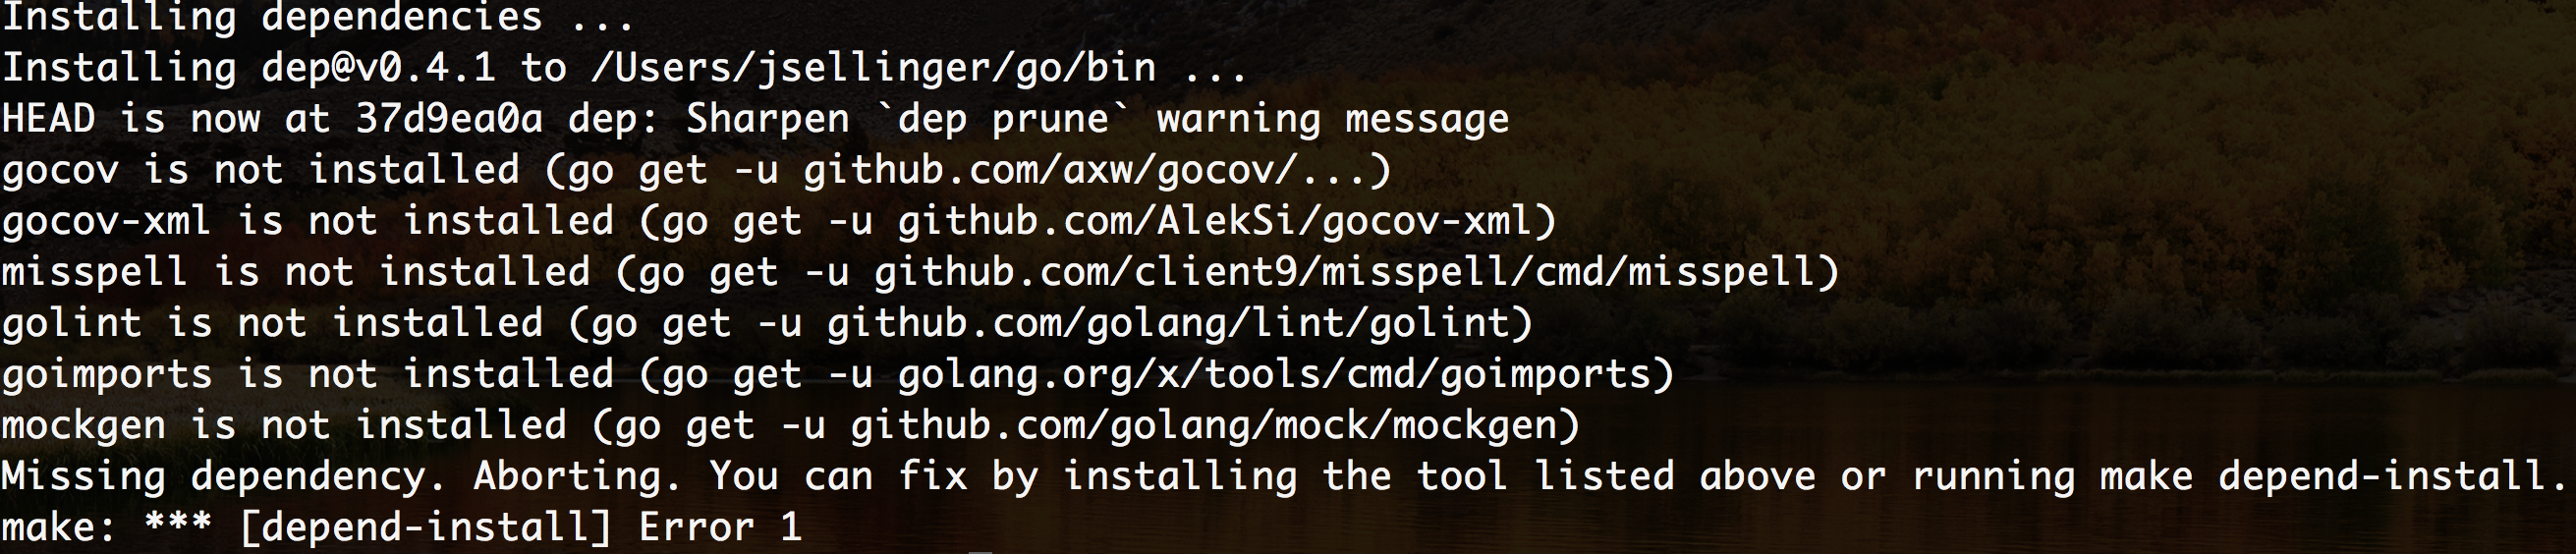 Installing dependencies ...
Installing dep@v0.4.1 to /Users/jsellinger/go/bin ...
HEAD is now at 37d9ea0a dep: Sharpen `dep prune` warning message
gocov is not installed (go get -u github.com/axw/gocov/...)
gocov-xml is not installed (go get -u github.com/AlekSi/gocov-xml)
misspell is not installed (go get -u github.com/client9/misspell/cmd/misspell)
golint is not installed (go get -u github.com/golang/lint/golint)
goimports is not installed (go get -u golang.org/x/tools/cmd/goimports)
mockgen is not installed (go get -u github.com/golang/mock/mockgen)
Missing dependency. Aborting. You can fix by installing the tool listed above or running make depend-install.
make: *** [depend-install] Error 1